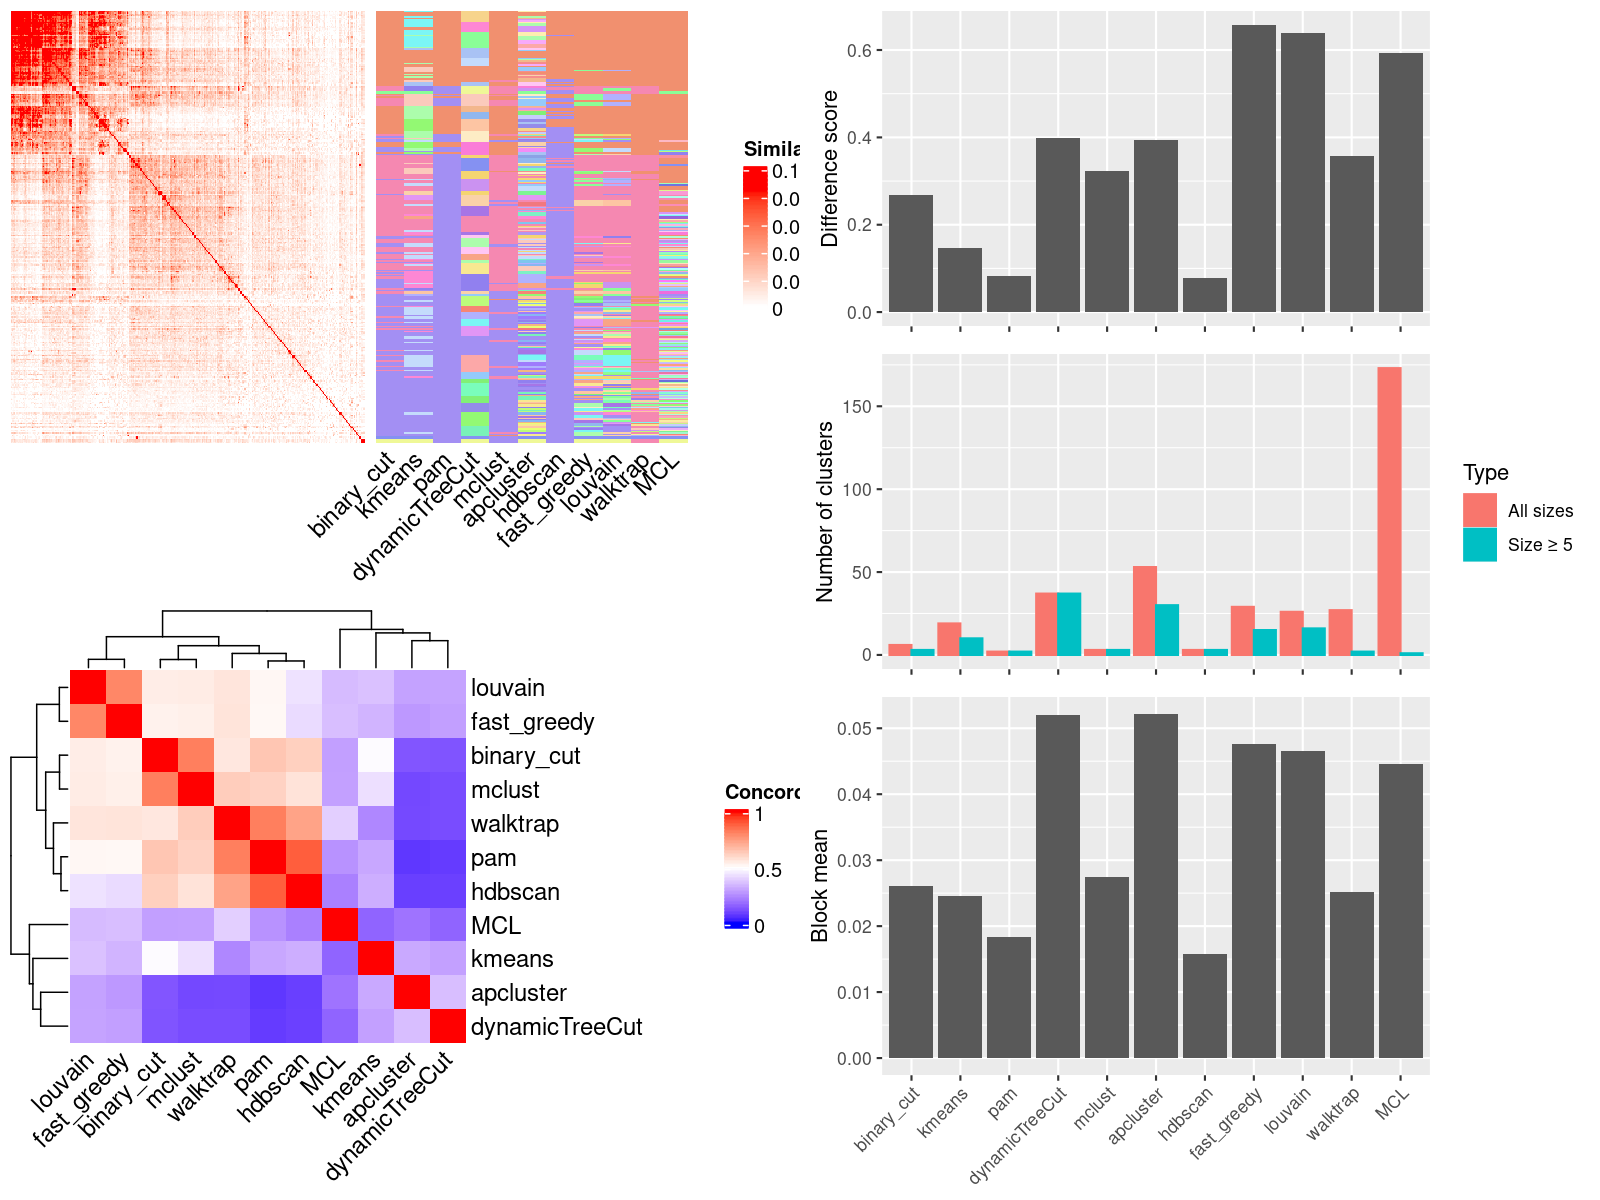 Simila
0.1
0.0
0.0
0.0
0.0
0
binary_cut
kmeans
pam
dynamicTreeCut
mclust
apcluster
hdbscan
fast_greedy
louvain
walktrap
MCL
louvain
fast_greedy
binary_cut
mclust
walktrap
pam
hdbscan
MCL
kmeans
apcluster
dynamicTreeCut
louvain
fast_greedy
binary_cut
mclust
walktrap
pam
hdbscan
MCL
kmeans
apcluster
dynamicTreeCut
Concord
1
0.5
0
Difference score
0.6
0.4
0.2
0.0
Number of clusters
150
100
50
0
Type
All sizes
Size ≥ 5
Block mean
0.05
0.04
0.03
0.02
0.01
0.00
binary_cut
kmeans
pam
dynamicTreeCut
mclust
apcluster
hdbscan
fast_greedy
louvain
walktrap
MCL